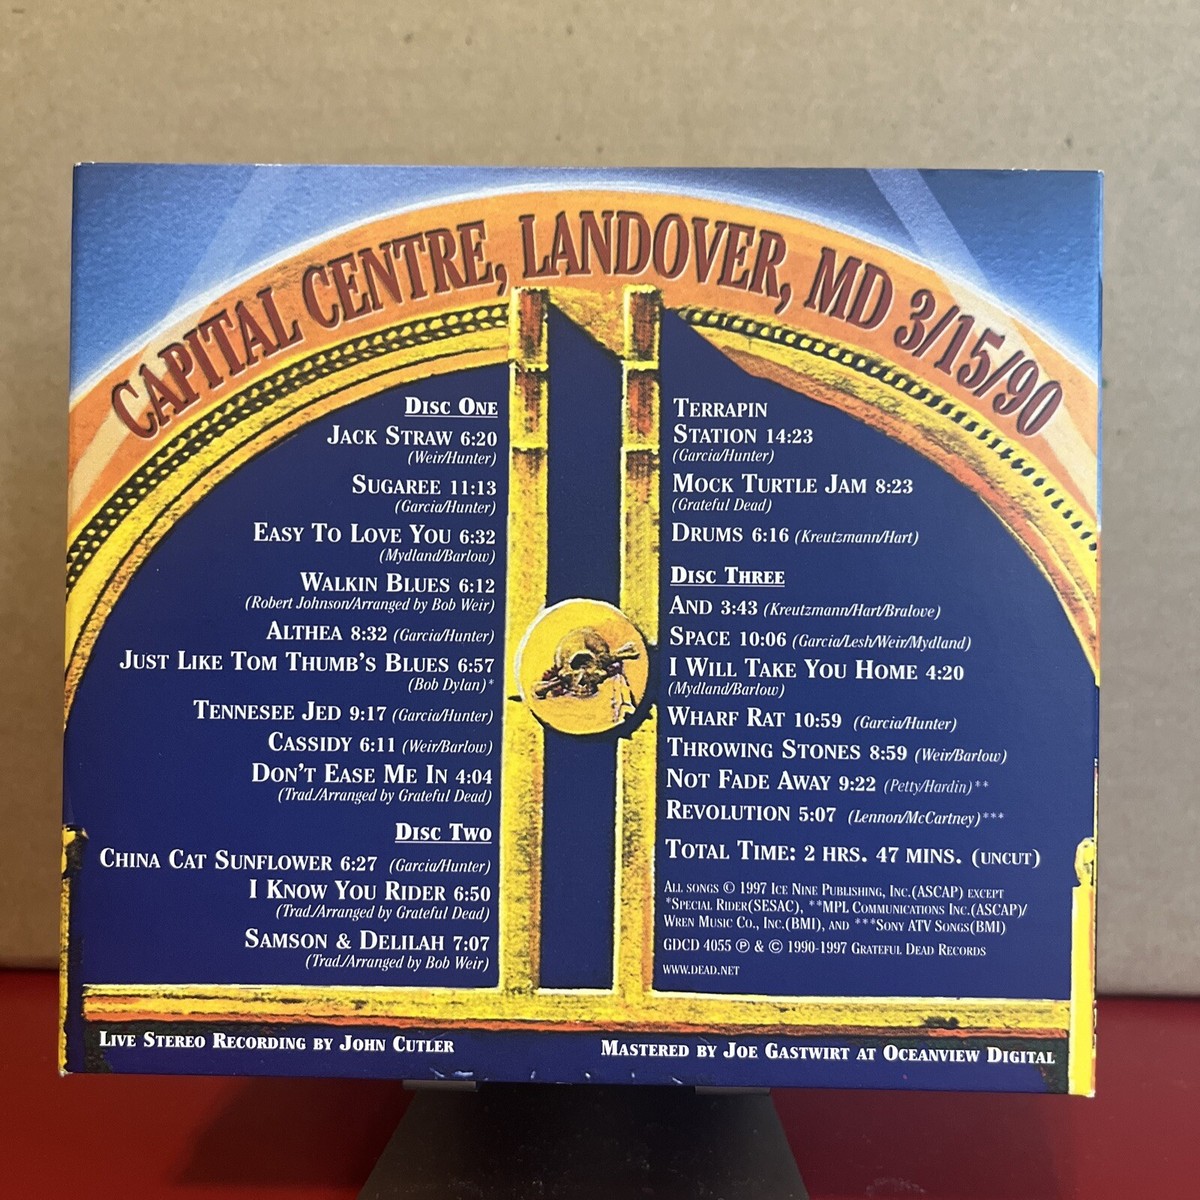 CAPITAL CENTRE, LANDOVER, MD 3/15/90
DISC ONE
JACK STRAW 6:20
(Weir/Hunter)
SUGAREE 11:13
(Garcia/Hunter)
EASY TO LOVE YOU 6:32
(Mydland/Barlow)
WALKIN BLUES 6:12
(Robert Johnson/Arranged by Bob Weir)
ALTHEA 8:32 (Garcia/Hunter)
JUST LIKE TOM THUMB'S BLUES 6:57
(Bob Dylan)*
TENNESEE JED 9:17 (Garcia/Hunter)
CASSIDY 6:11 (Weir/Barlow)
DON'T EASE ME IN 4:04
(Trad./Arranged by Grateful Dead)
DISC TWO
CHINA CAT SUNFLOWER 6:27 (Garcia/Hunter)
I KNOW YOU RIDER 6:50
(Trad./Arranged by Grateful Dead)
SAMSON & DELILAH 7:07
(Trad./Arranged by Bob Weir)
TERRAPIN
STATION 14:23
(Garcia/Hunter)
MOCK TURTLE JAM 8:23
(Grateful Dead)
DRUMS 6:16 (Kreutzmann/Hart)
DISC THREE
AND 3:43 (Kreutzmann/Hart/Bralove)
SPACE 10:06 (Garcia/Lesh/Weir/Mydland)
I WILL TAKE YOU HOME 4:20
(Mydland/Barlow)
WHARF RAT 10:59 (Garcia/Hunter)
THROWING STONES 8:59 (Weir/Barlow)
NOT FADE AWAY 9:22 (Petty/Hardin)**
REVOLUTION 5:07 (Lennon/McCartney)***
TOTAL TIME: 2 HRS. 47 MINS. (UNCUT)
ALL SONGS © 1997 ICE NINE PUBLISHING, INC.(ASCAP) EXCEPT
*SPECIAL RIDER(SESAC), **MPL COMMUNICATIONS INC.(ASCAP)/
WREN MUSIC CO., INC.(BMI), AND ***SONY ATV SONGS(BMI)
GDCD 4055 ℗ & © 1990-1997 GRATEFUL DEAD RECORDS
WWW.DEAD.NET
LIVE STEREO RECORDING BY JOHN CUTLER
MASTERED BY JOE GASTWIRT AT OCEANVIEW DIGITAL